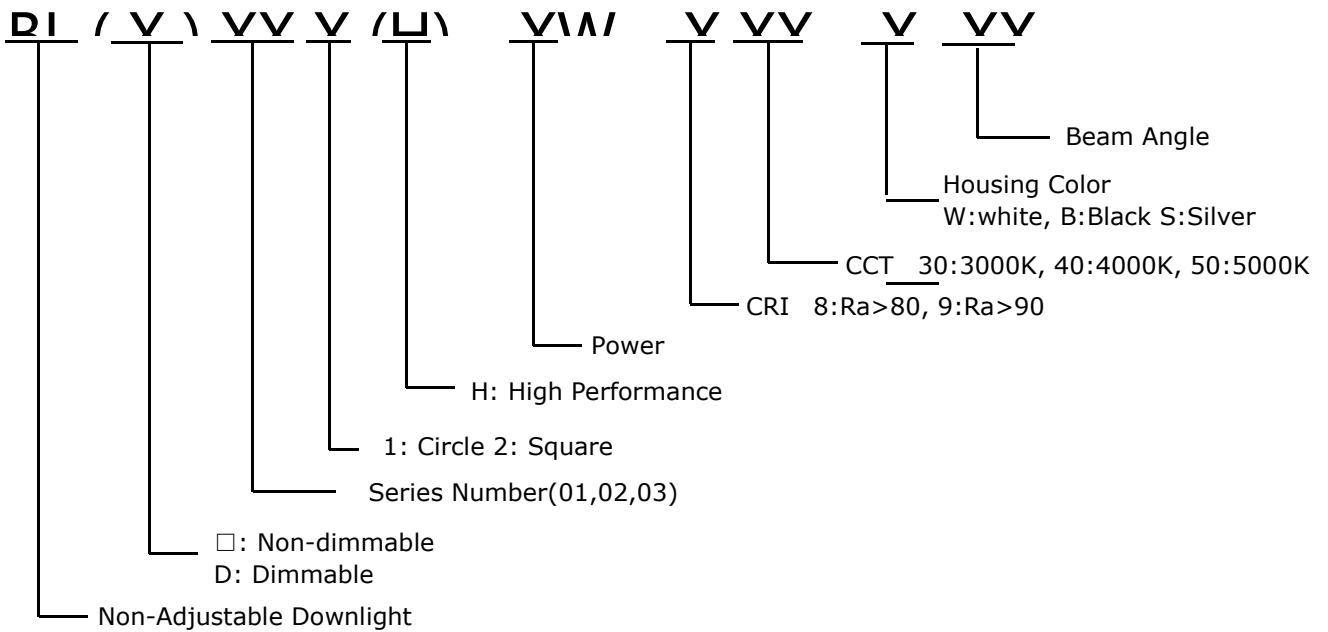 Beam Angle
Housing Color
W:white, B:Black S:Silver
CCT 30:3000K, 40:4000K, 50:5000K
CRI 8:Ra>80, 9:Ra>90
Power
H: High Performance
1: Circle 2: Square
Series Number(01,02,03)
□: Non-dimmable
D: Dimmable
Non-Adjustable Downlight